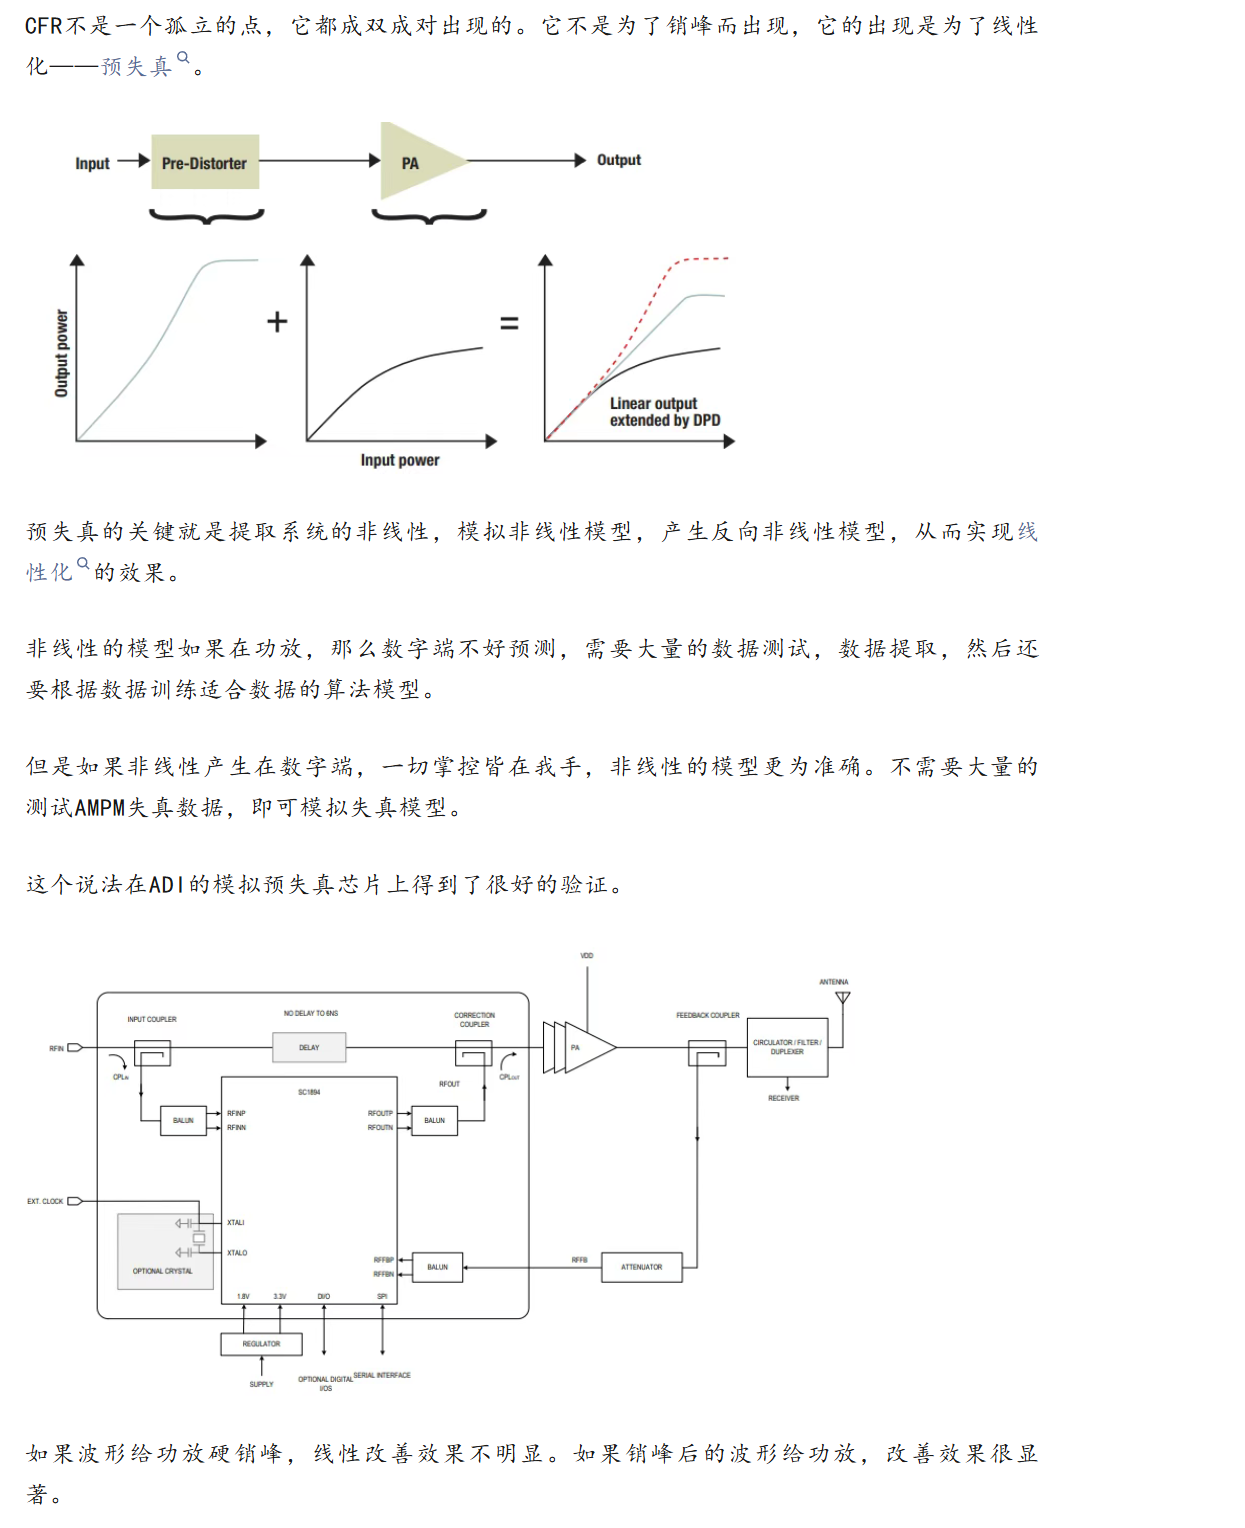 CFR不是一个孤立的点，它都成双成对出现的。它不是为了销峰而出现，它的出现是为了线性
化——预失真。
Input
Pre-Distorter
PA
Output
Output power
+
=
Linear output
extended by DPD
Input power
预失真的关键就是提取系统的非线性，模拟非线性模型，产生反向非线性模型，从而实现线
性化的效果。
非线性的模型如果在功放，那么数字端不好预测，需要大量的数据测试，数据提取，然后还
要根据数据训练适合数据的算法模型。
但是如果非线性产生在数字端，一切掌控皆在我手，非线性的模型更为准确。不需要大量的
测试AMPM失真数据，即可模拟失真模型。
这个说法在ADI的模拟预失真芯片上得到了很好的验证。
VDD
ANTENNA
INPUT COUPLER
NO DELAY TO 6NS
CORRECTION
COUPLER
FEEDBACK COUPLER
RFIN
DELAY
PA
CIRCULATOR / FILTER /
DUPLEXER
CPLIN
RFOUT
CPLOUT
SC1894
RECEIVER
BALUN
RFINP
RFINN
RFOUTP
RFOUTN
BALUN
EXT. CLOCK
XTALI
XTALO
OPTIONAL CRYSTAL
RFFBP
RFFBN
BALUN
RFFB
ATTENUATOR
1.8V
3.3V
DI/O
SPI
REGULATOR
SUPPLY
OPTIONAL DIGITAL
I/OS
SERIAL INTERFACE
如果波形给功放硬销峰，线性改善效果不明显。如果销峰后的波形给功放，改善效果很显
著。